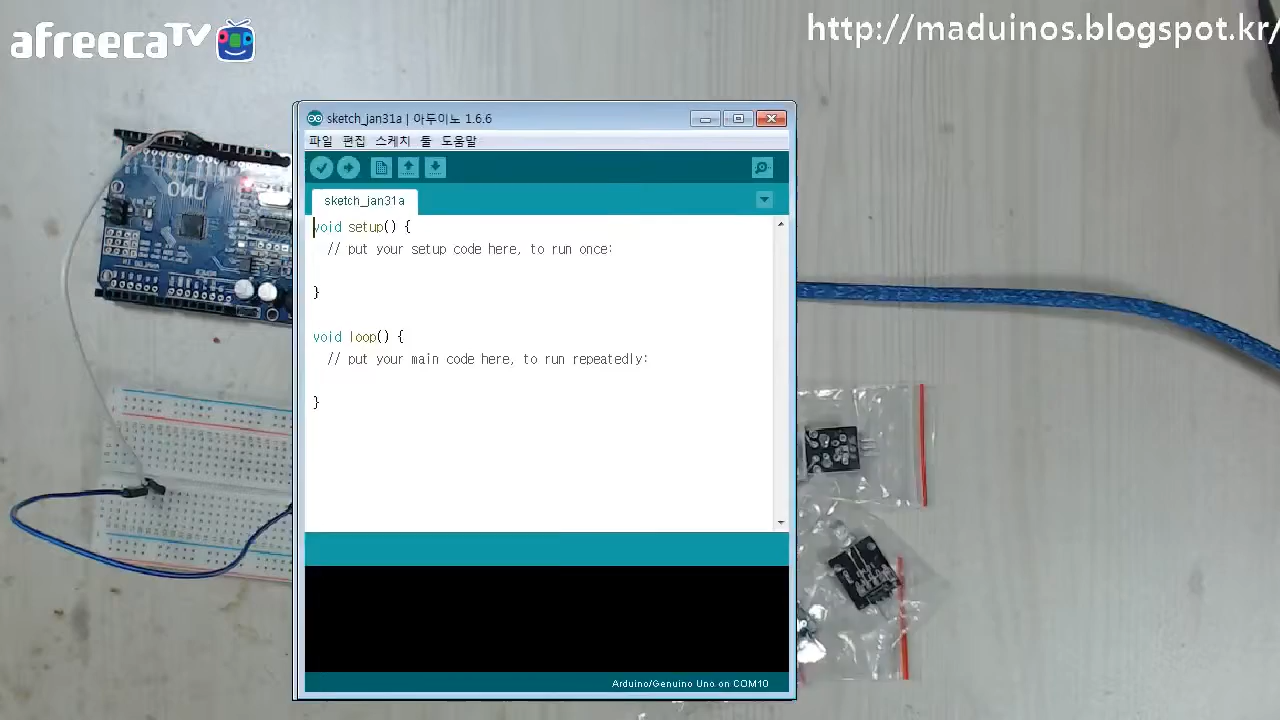 afreecaTV
http://maduinos.blogspot.kr/
sketch_jan31a | 아두이노 1.6.6
파일 편집 스케치 툴 도움말
sketch_jan31a
void setup() {
// put your setup code here, to run once:
}
void loop() {
// put your main code here, to run repeatedly:
}
Arduino/Genuino Uno on COM10
UNO